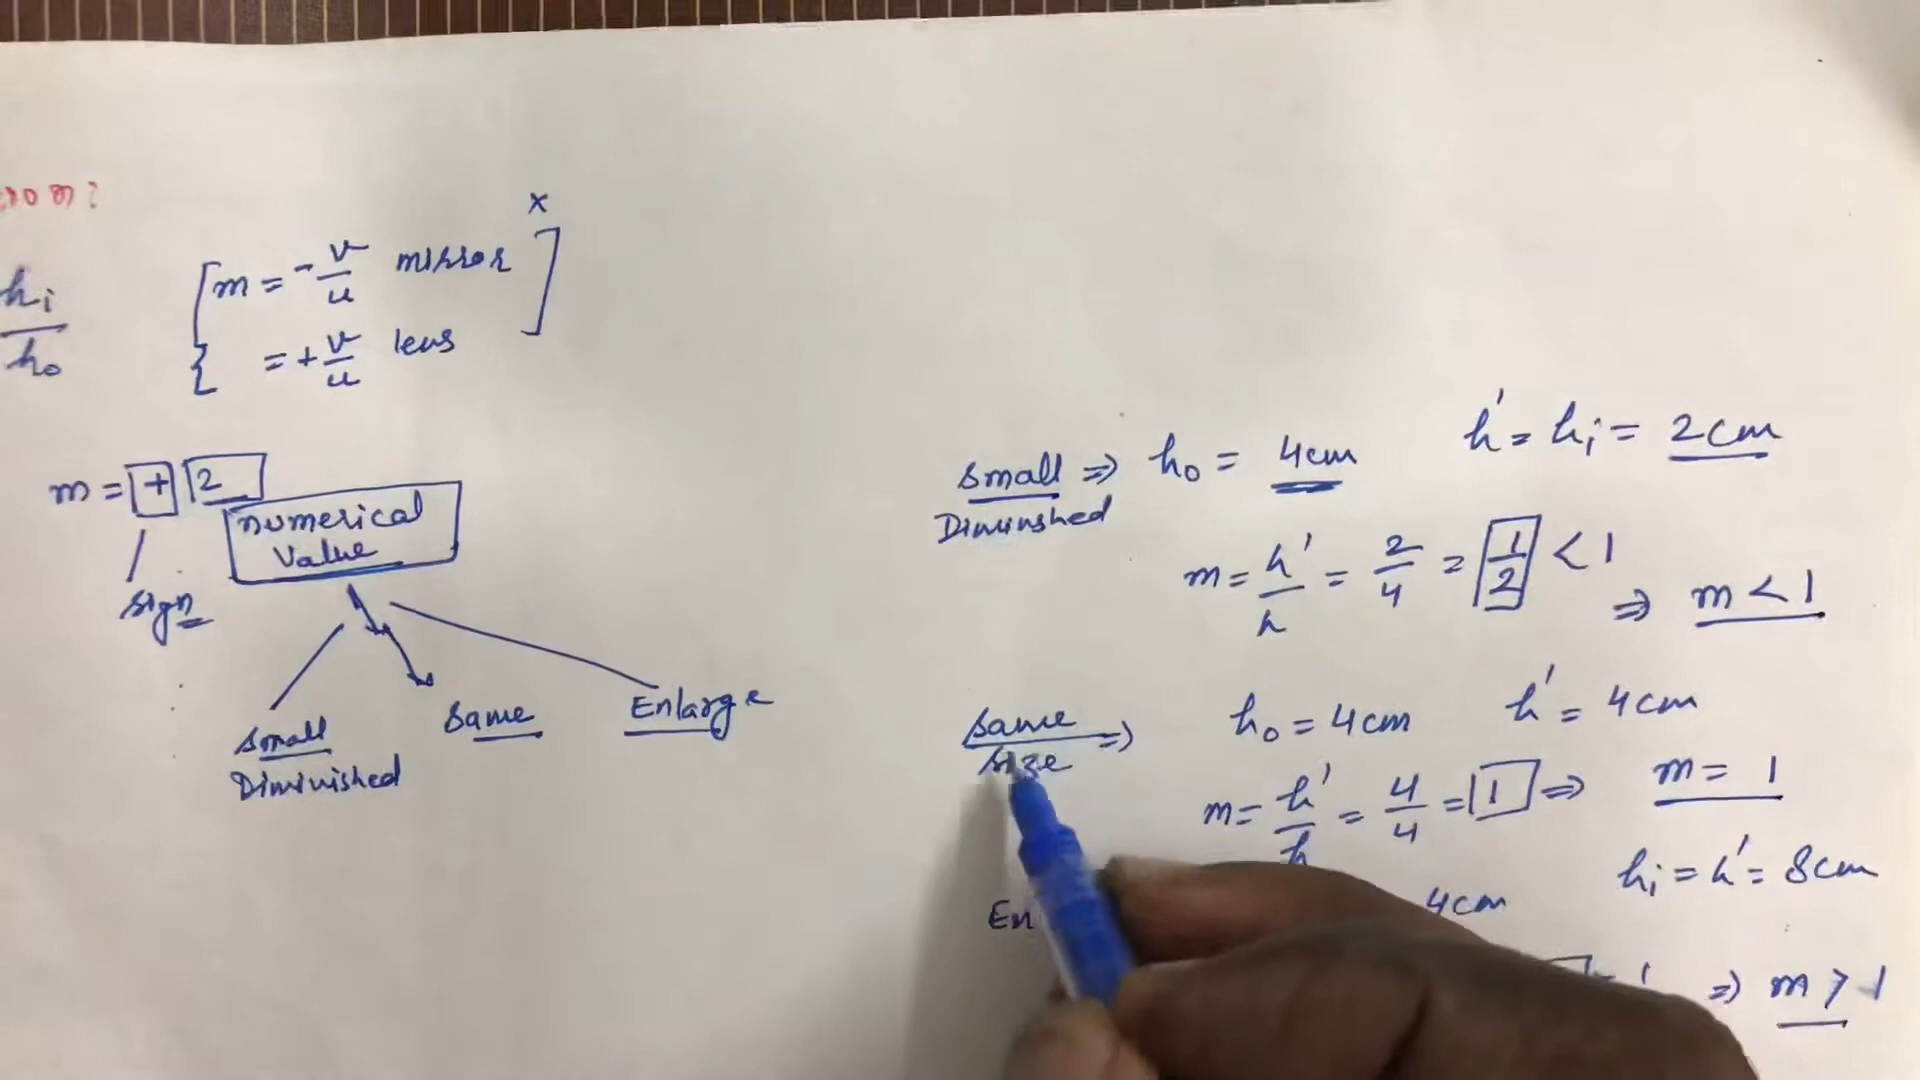 hi
ho
m = - v/u mirror
x
= + v/u lens
m = + 2
numerical
value
sign
small
Diminished
same
Enlarge
small => ho = 4cm h' = hi = 2cm
Diminshed
m = h'/h = 2/4 = 1/2 < 1
=> m < 1
same => ho = 4cm h' = 4cm
size
m = h'/h = 4/4 = 1 => m = 1
hi = h' = 8cm
En 4cm
=> m > 1